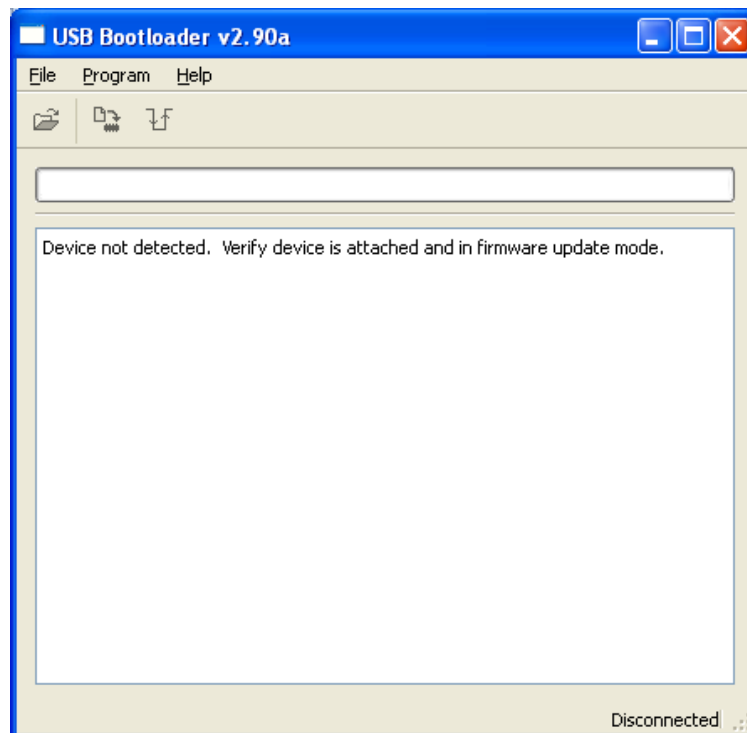 USB Bootloader v2.90a
File Program Help
Device not detected.  Verify device is attached and in firmware update mode.
Disconnected